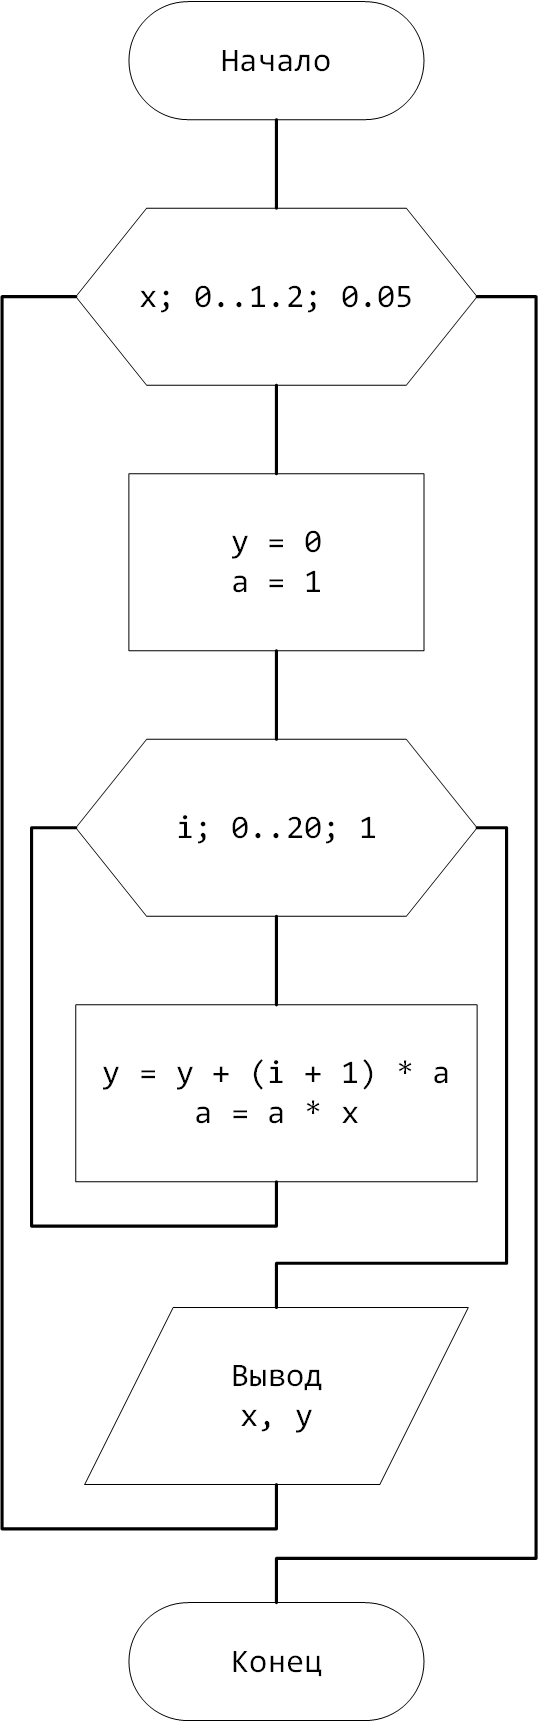 Начало
x; 0..1.2; 0.05
y = 0
a = 1
i; 0..20; 1
y = y + (i + 1) * a
a = a * x
Вывод
x, y
Конец